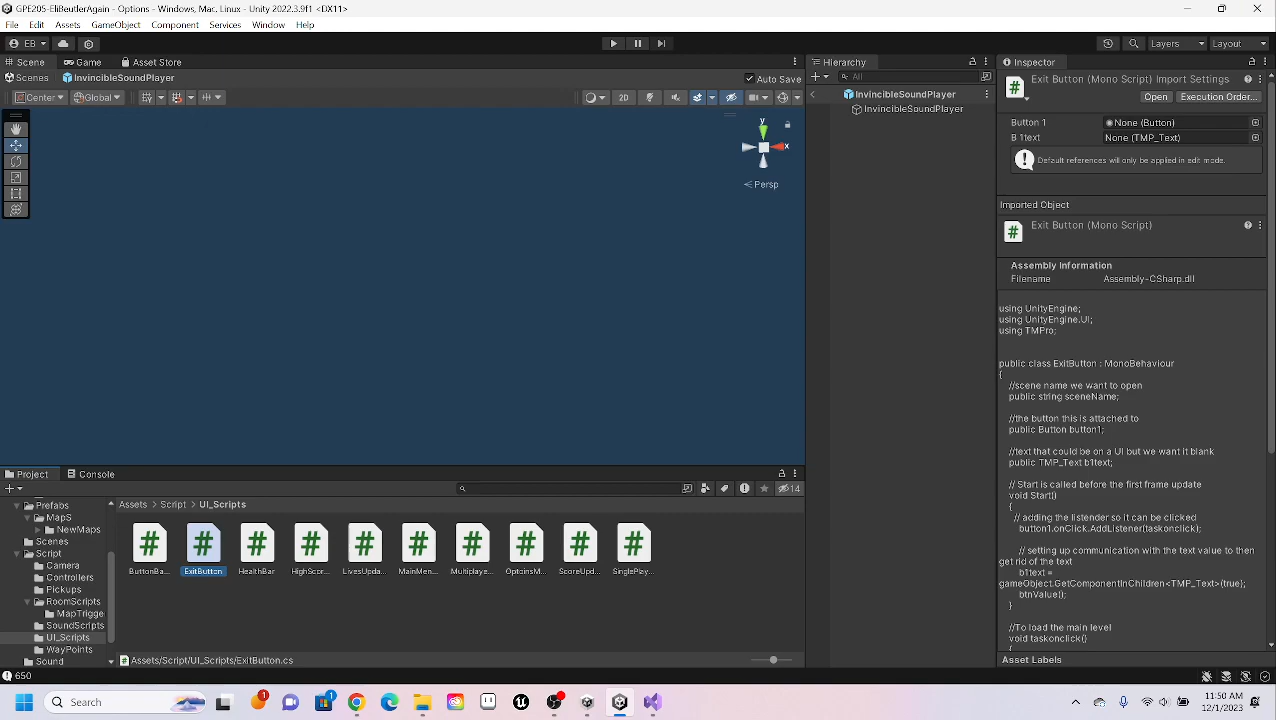 GPE205-EliBeutlerAgain - Options - Windows, Mac, Linux - Unity 2022.3.9f1 <DX11>
File Edit Assets GameObject Component Services Window Help
EB Layers Layout
Scene Game Asset Store
Scenes InvincibleSoundPlayer Auto Save
Center Global 2D
y
x
Persp
Hierarchy
All
InvincibleSoundPlayer
InvincibleSoundPlayer
Inspector
Exit Button (Mono Script) Import Settings
Open Execution Order...
Button 1 None (Button)
B 1text None (TMP_Text)
Default references will only be applied in edit mode.
Imported Object
Exit Button (Mono Script)
Assembly Information
Filename Assembly-CSharp.dll
using UnityEngine;
using UnityEngine.UI;
using TMPro;
public class ExitButton : MonoBehaviour
{
//scene name we want to open
public string sceneName;
//the button this is attached to
public Button button1;
//text that could be on a UI but we want it blank
public TMP_Text b1text;
// Start is called before the first frame update
void Start()
{
// adding the listender so it can be clicked
button1.onClick.AddListener(taskonclick);
// setting up communication with the text value to then
get rid of the text
b1text =
gameObject.GetComponentInChildren<TMP_Text>(true);
btnValue();
}
//To load the main level
void taskonclick()
{
Asset Labels
Project Console
14
Prefabs
MapS
NewMaps
Scenes
Script
Camera
Controllers
Pickups
RoomScripts
MapTrigge
SoundScripts
UI_Scripts
WayPoints
Sound
Assets Script UI_Scripts
ButtonBa... ExitButton HealthBar HighScor... LivesUpda... MainMen... Multiplaye... OptoinsM... ScoreUpd... SinglePlay...
Assets/Script/UI_Scripts/ExitButton.cs
650
Search
1
11:50 AM
12/1/2023